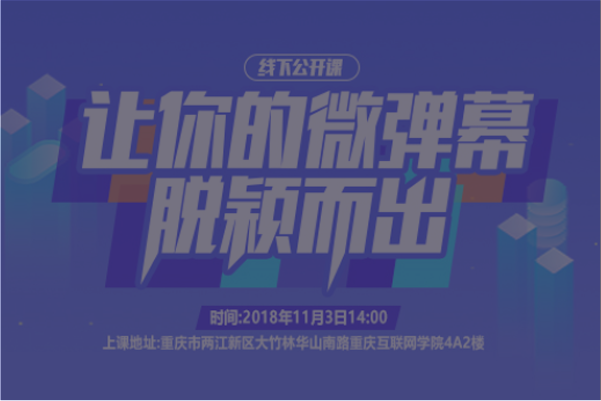 线下公开课
让你的微弹幕
脱颖而出
时间:2018年11月3日14:00
上课地址:重庆市两江新区大竹林华山南路重庆互联网学院4A2楼